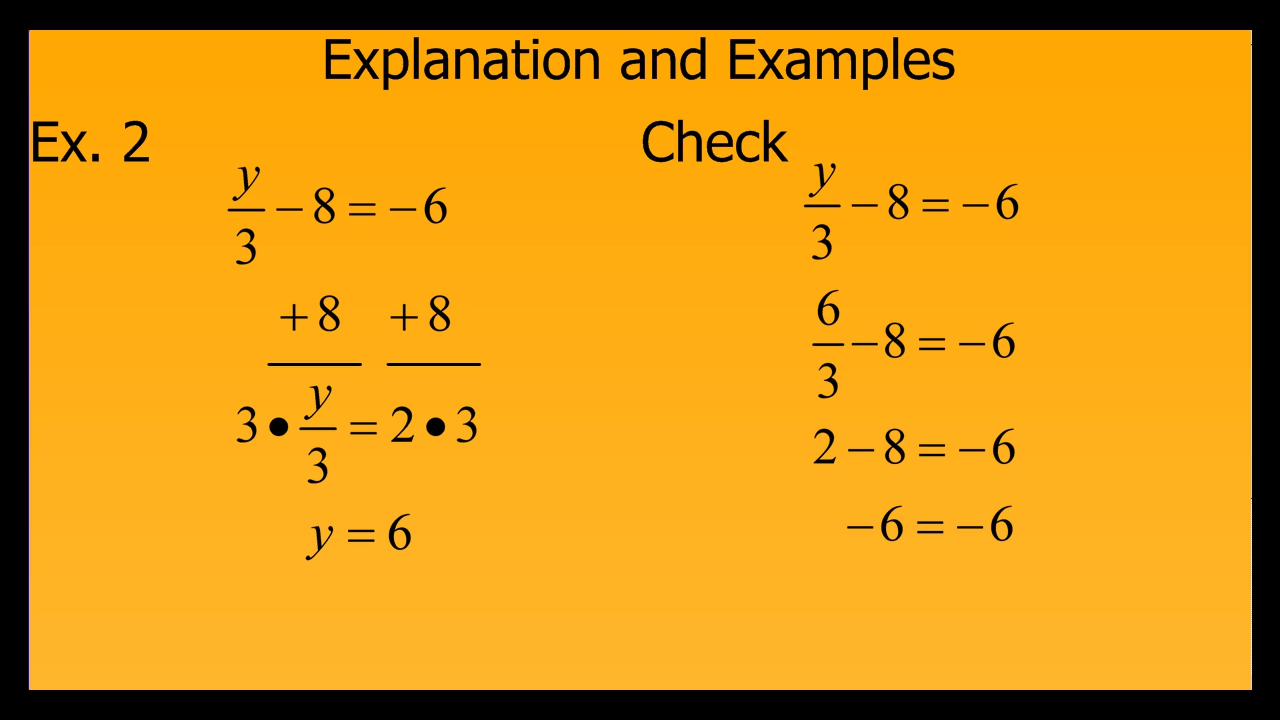 Explanation and Examples
Ex. 2
y/3 − 8 = −6
+8 +8
3 • y/3 = 2 • 3
y = 6
Check
y/3 − 8 = −6
6/3 − 8 = −6
2 − 8 = −6
−6 = −6